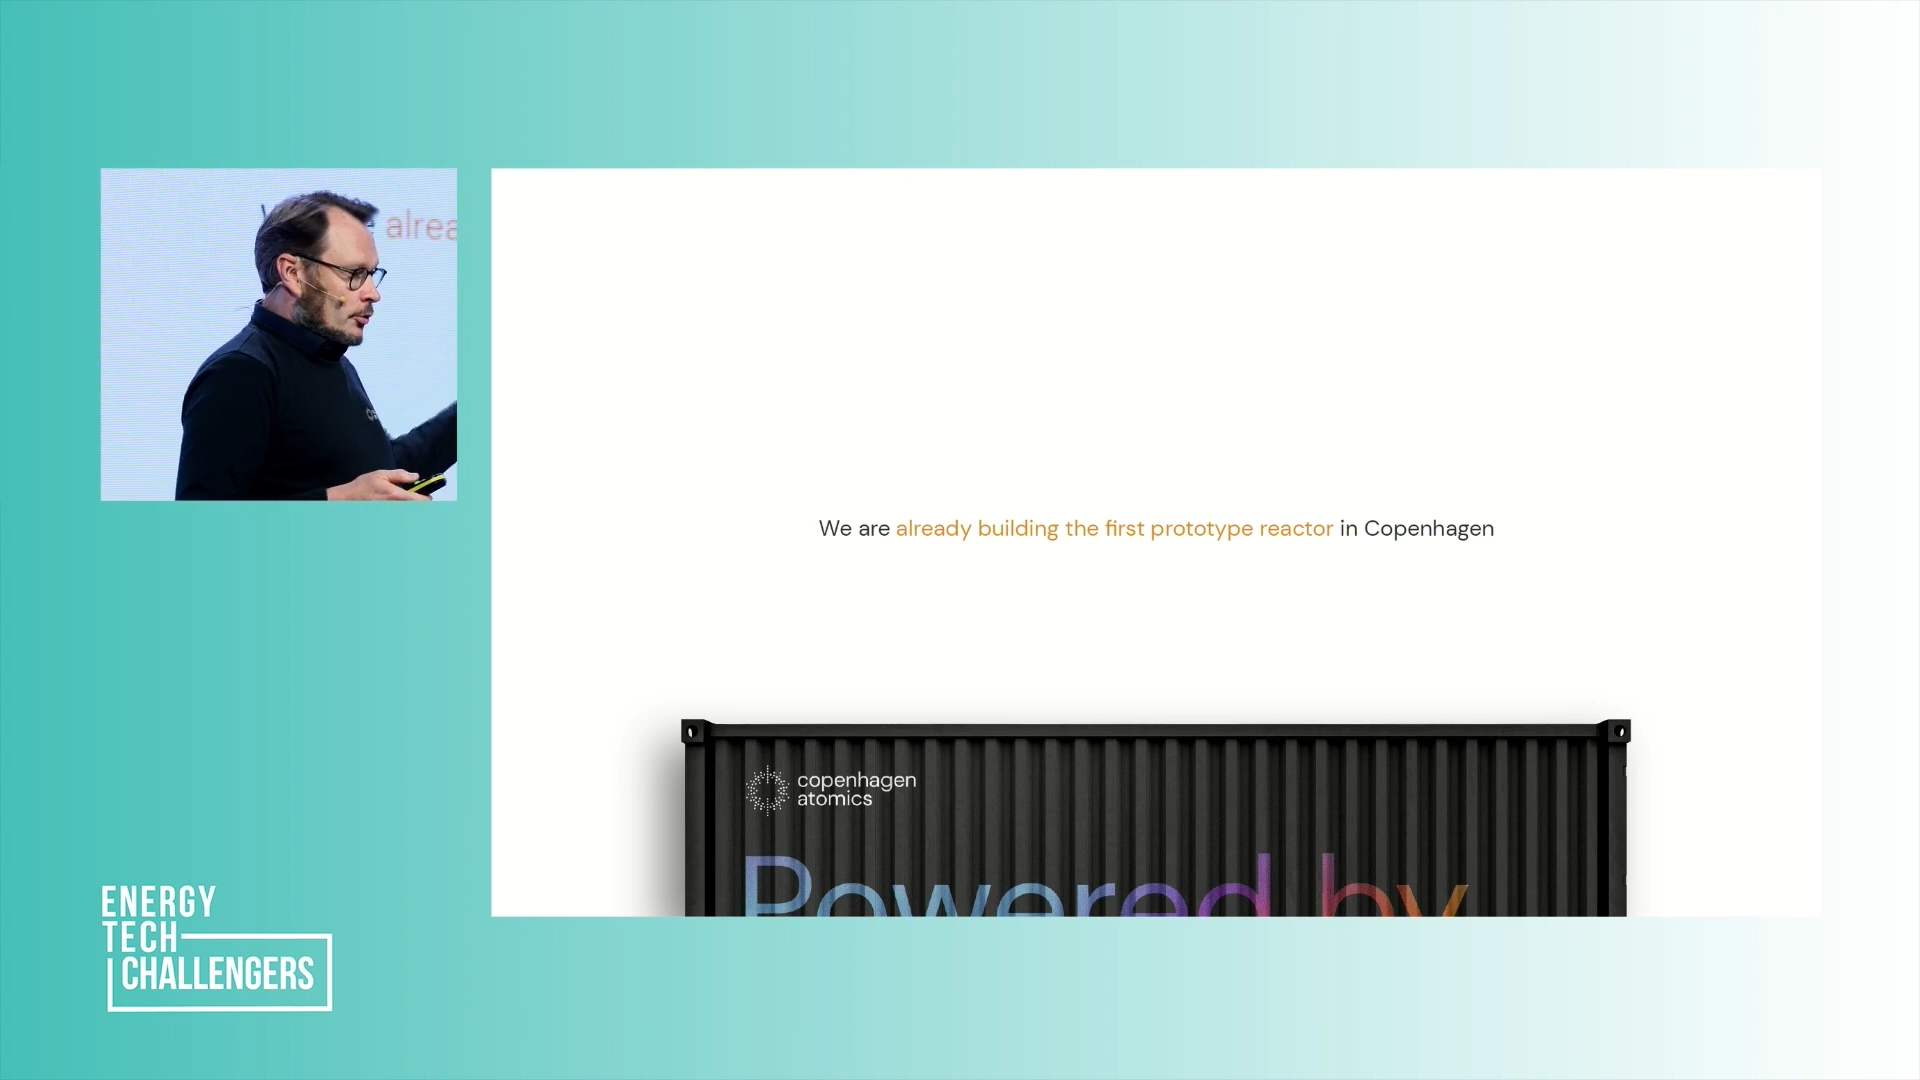 alrea
We are already building the first prototype reactor in Copenhagen
copenhagen
atomics
Powered by
ENERGY
TECH
CHALLENGERS